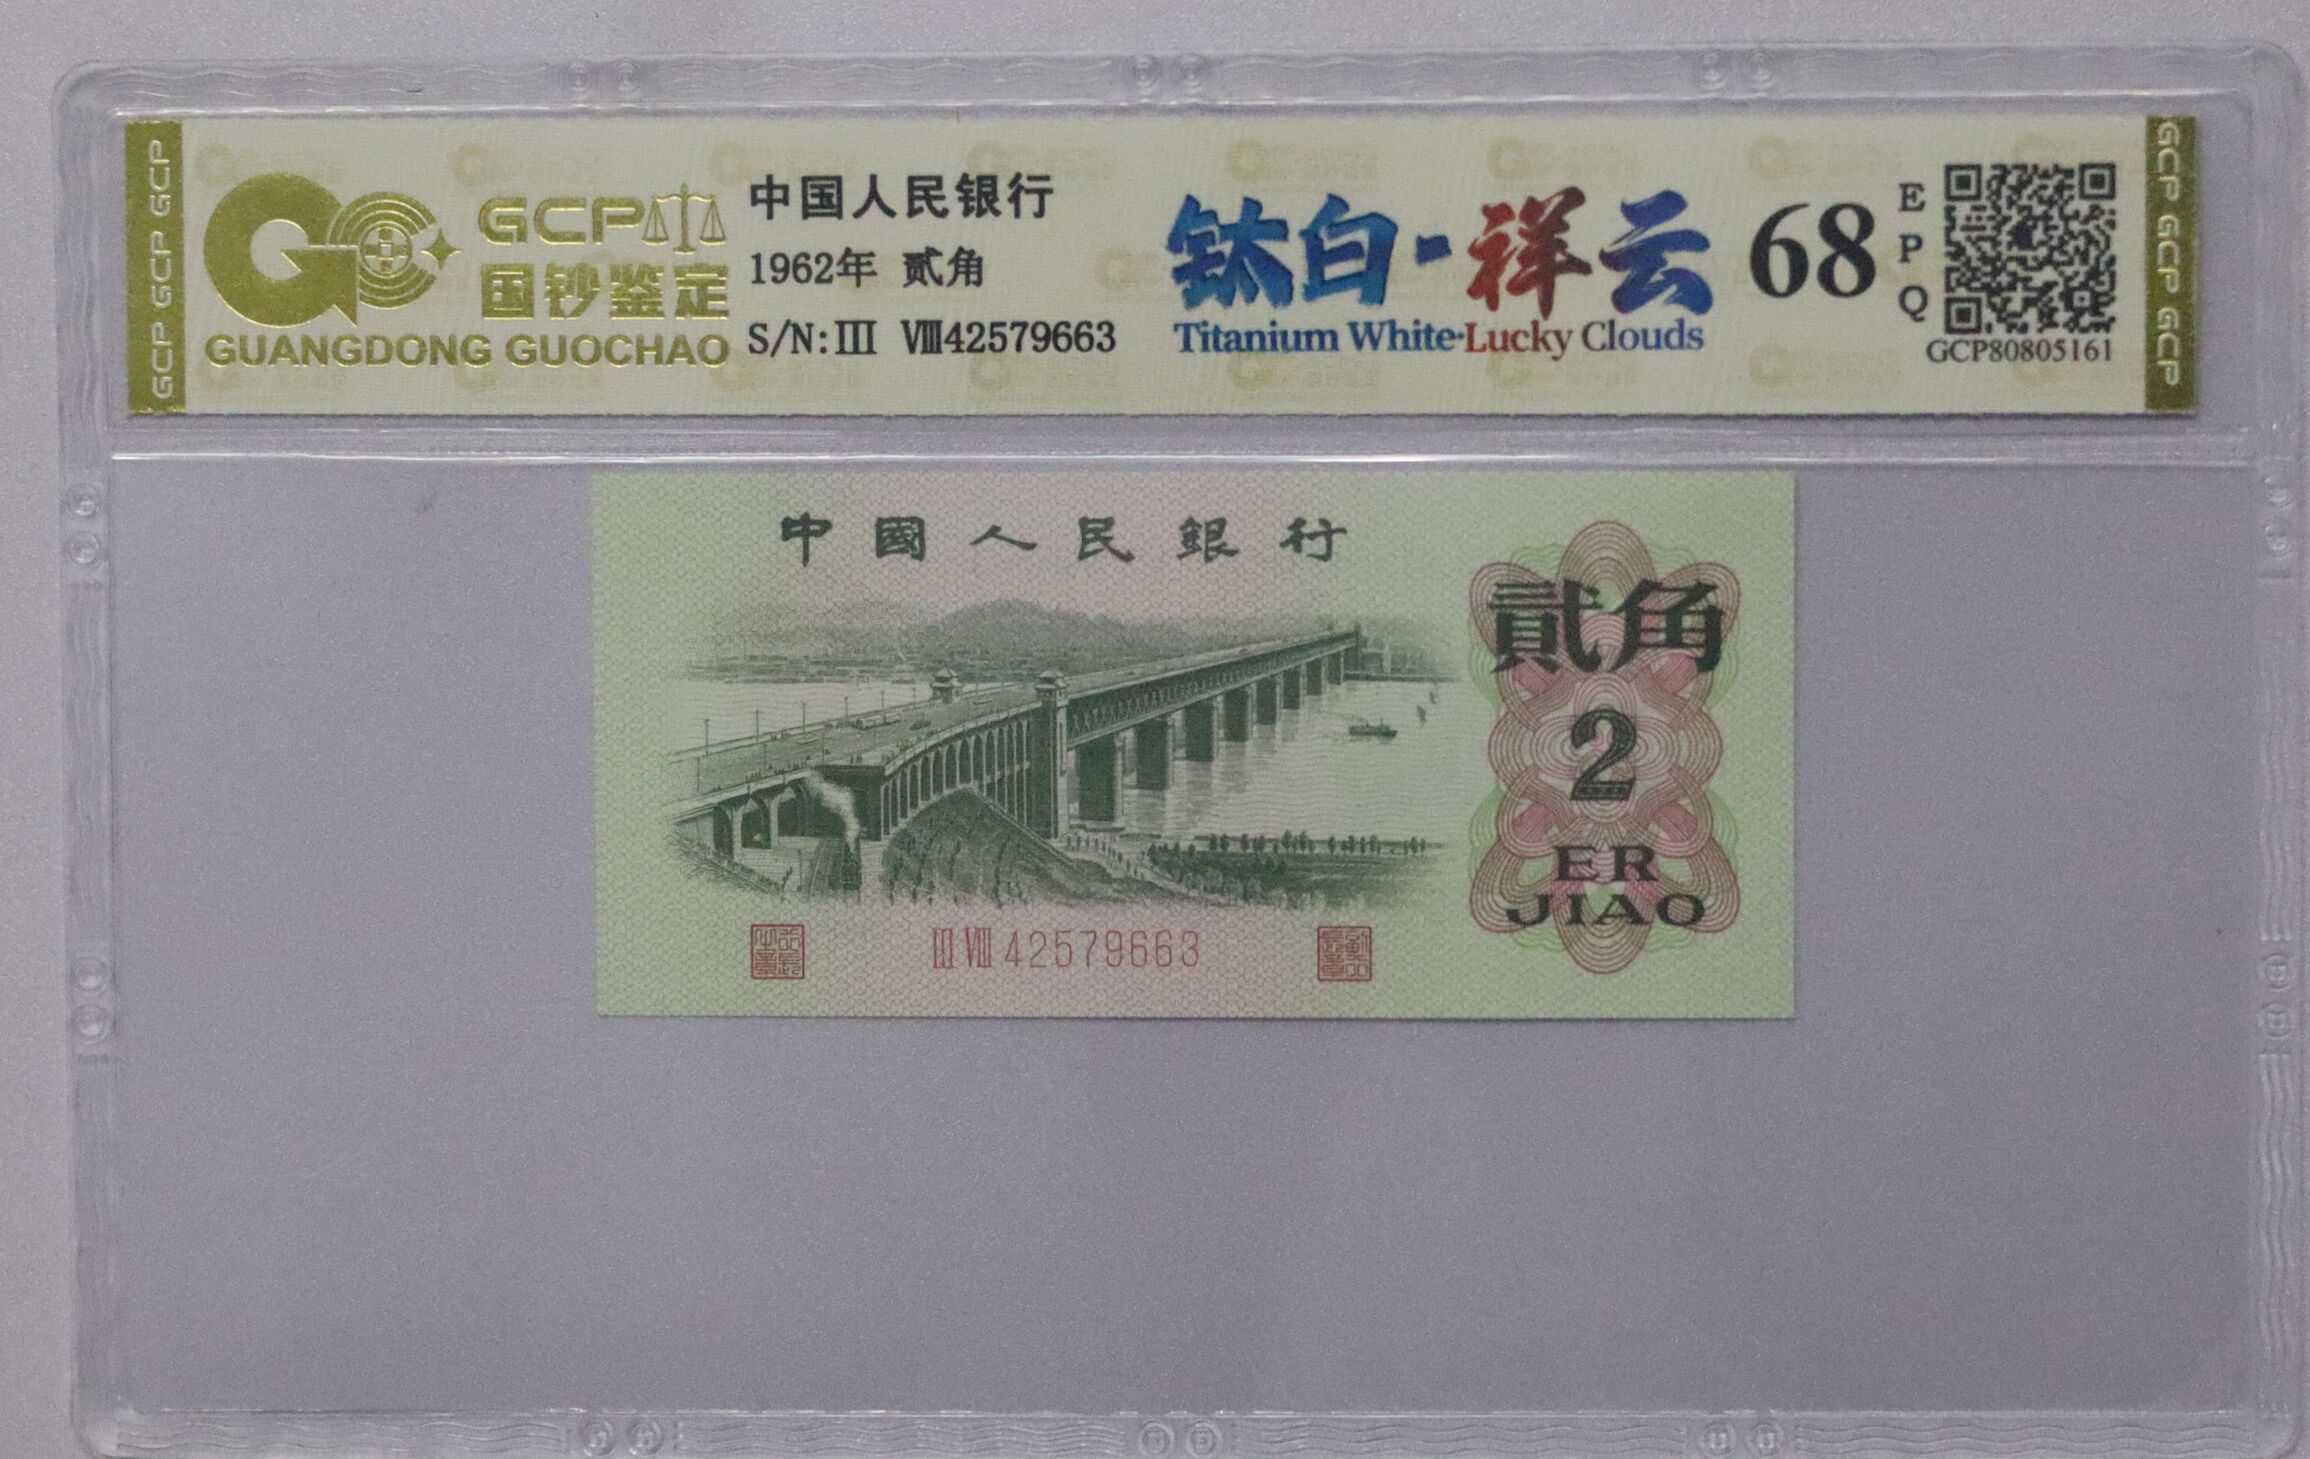 GCP GCP GCP
GCP
国钞鉴定
GUANGDONG GUOCHAO
中国人民银行
1962年 贰角
S/N:III VIII42579663
钛白-祥云
Titanium White·Lucky Clouds
68
EPQ
GCP80805161
GCP GCP GCP
中國人民銀行
貳角
2
ER
JIAO
III VIII 42579663